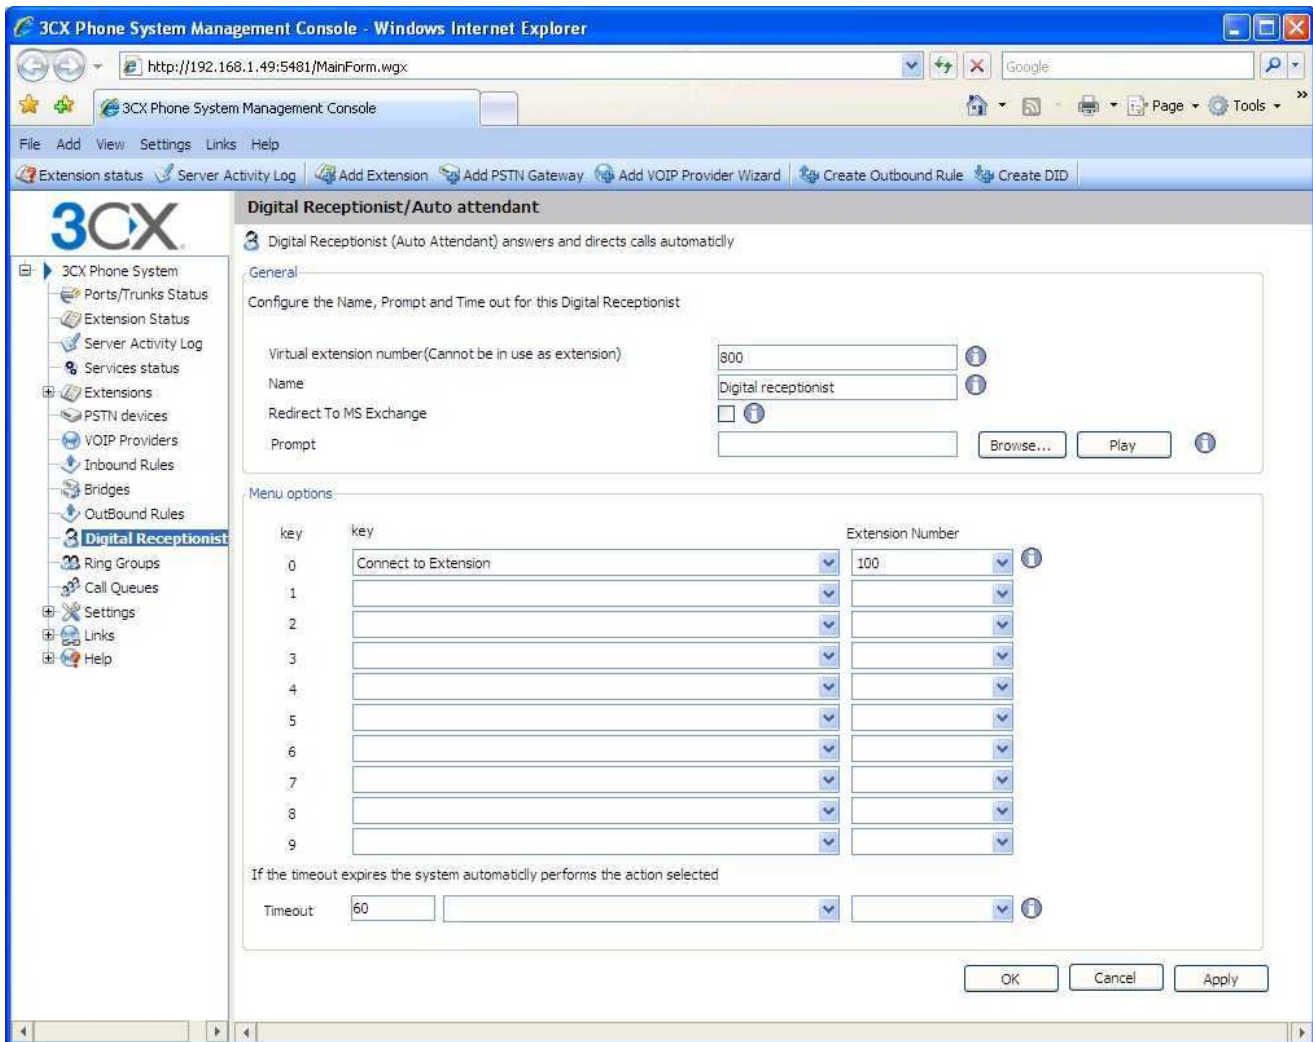 3CX Phone System Management Console - Windows Internet Explorer
http://192.168.1.49:5481/MainForm.wgx
Google
3CX Phone System Management Console
Page
Tools
File Add View Settings Links Help
Extension status Server Activity Log Add Extension Add PSTN Gateway Add VOIP Provider Wizard Create Outbound Rule Create DID
3CX
3CX Phone System
Ports/Trunks Status
Extension Status
Server Activity Log
Services status
Extensions
PSTN devices
VOIP Providers
Inbound Rules
Bridges
OutBound Rules
Digital Receptionist
Ring Groups
Call Queues
Settings
Links
Help
Digital Receptionist/Auto attendant
Digital Receptionist (Auto Attendant) answers and directs calls automaticlly
General
Configure the Name, Prompt and Time out for this Digital Receptionist
Virtual extension number(Cannot be in use as extension) 800
Name Digital receptionist
Redirect To MS Exchange
Prompt Browse... Play
Menu options
key key Extension Number
0 Connect to Extension 100
1
2
3
4
5
6
7
8
9
If the timeout expires the system automaticlly performs the action selected
Timeout 60
OK Cancel Apply